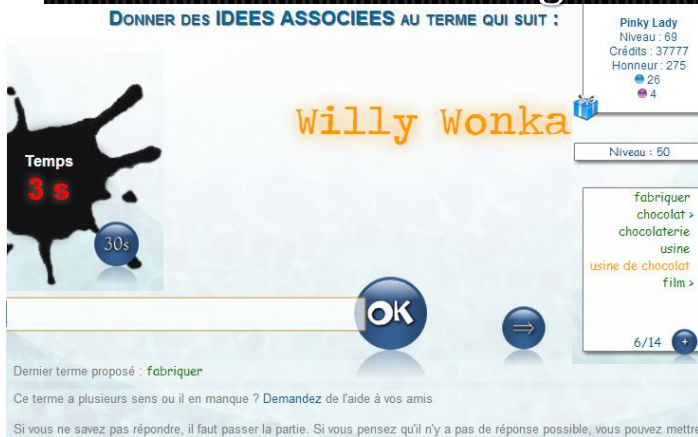 DONNER DES IDEES ASSOCIEES AU TERME QUI SUIT :
Pinky Lady
Niveau : 69
Crédits : 37777
Honneur : 275
26
4
Willy Wonka
Niveau : 50
Temps
3 s
30s
fabriquer
chocolat >
chocolaterie
usine
usine de chocolat
film >
6/14 +
OK
⇒
Dernier terme proposé : fabriquer
Ce terme a plusieurs sens ou il en manque ? Demandez de l'aide à vos amis
Si vous ne savez pas répondre, il faut passer la partie. Si vous pensez qu'il n'y a pas de réponse possible, vous pouvez mettre